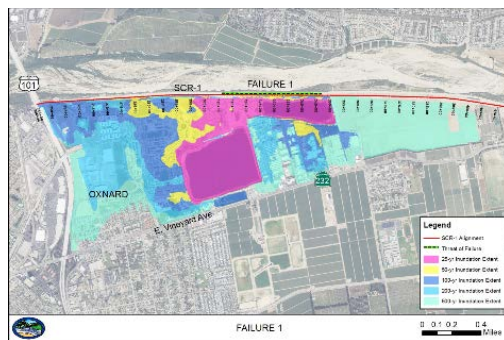 FAILURE 1
SCR-1
101
OXNARD
232
E. Vineyard Ave
Legend
SCR-1 Alignment
Threat of Failure
25-yr Inundation Extent
50-yr Inundation Extent
100-yr Inundation Extent
200-yr Inundation Extent
500-yr Inundation Extent
FAILURE 1
0 0.1 0.2 0.4
Miles